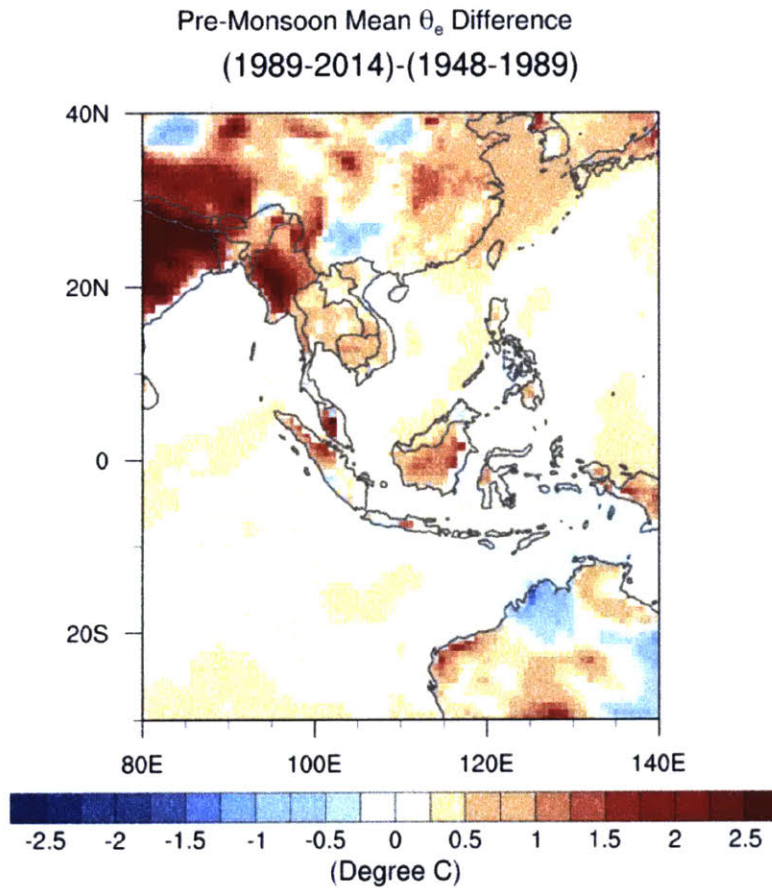 Pre-Monsoon Mean θe Difference
(1989-2014)-(1948-1989)
40N
20N
0
20S
80E 100E 120E 140E
-2.5 -2 -1.5 -1 -0.5 0 0.5 1 1.5 2 2.5
(Degree C)